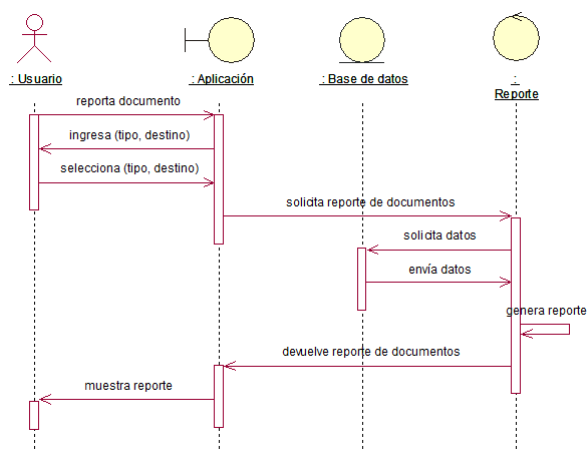 : Usuario
: Aplicación
: Base de datos
:
Reporte
reporta documento
ingresa (tipo, destino)
selecciona (tipo, destino)
solicita reporte de documentos
solicita datos
envía datos
genera reporte
devuelve reporte de documentos
muestra reporte